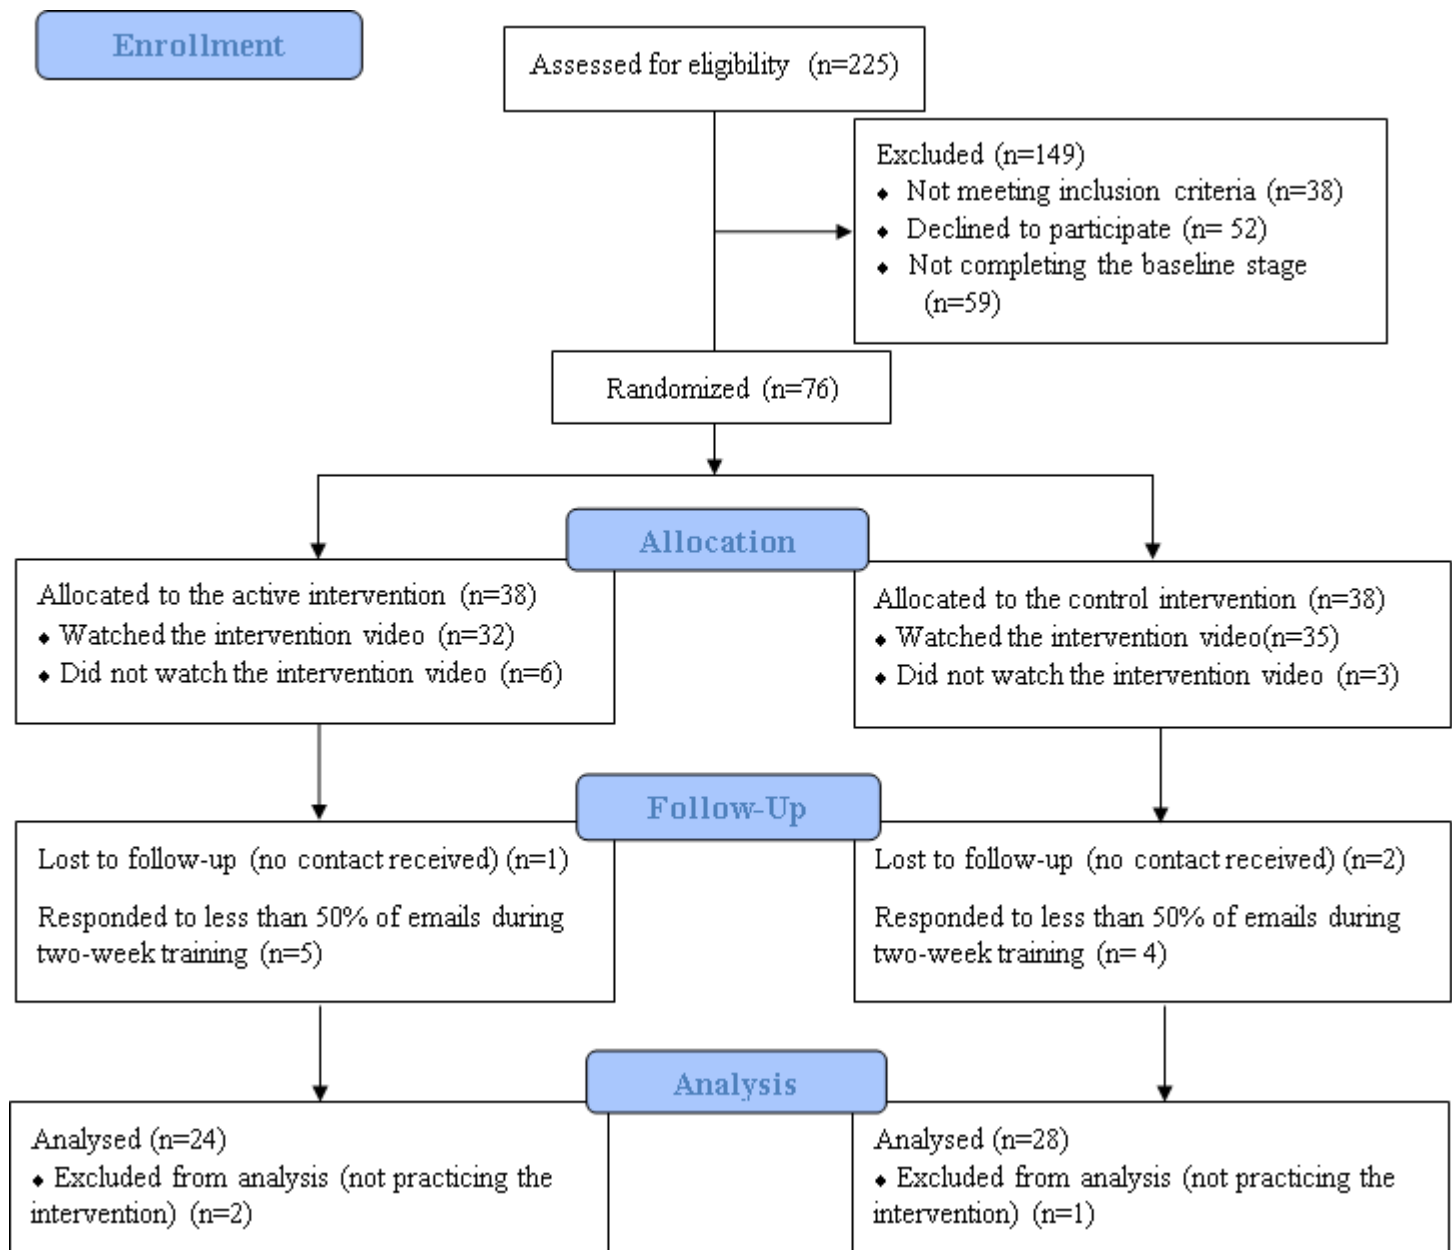 Enrollment
Assessed for eligibility (n=225)
Excluded (n=149)
♦ Not meeting inclusion criteria (n=38)
♦ Declined to participate (n= 52)
♦ Not completing the baseline stage
(n=59)
Randomized (n=76)
Allocation
Allocated to the active intervention (n=38)
♦ Watched the intervention video (n=32)
♦ Did not watch the intervention video (n=6)
Allocated to the control intervention (n=38)
♦ Watched the intervention video(n=35)
♦ Did not watch the intervention video (n=3)
Follow-Up
Lost to follow-up (no contact received) (n=1)
Responded to less than 50% of emails during
two-week training (n=5)
Lost to follow-up (no contact received) (n=2)
Responded to less than 50% of emails during
two-week training (n= 4)
Analysis
Analysed (n=24)
♦ Excluded from analysis (not practicing the
intervention) (n=2)
Analysed (n=28)
♦ Excluded from analysis (not practicing the
intervention) (n=1)